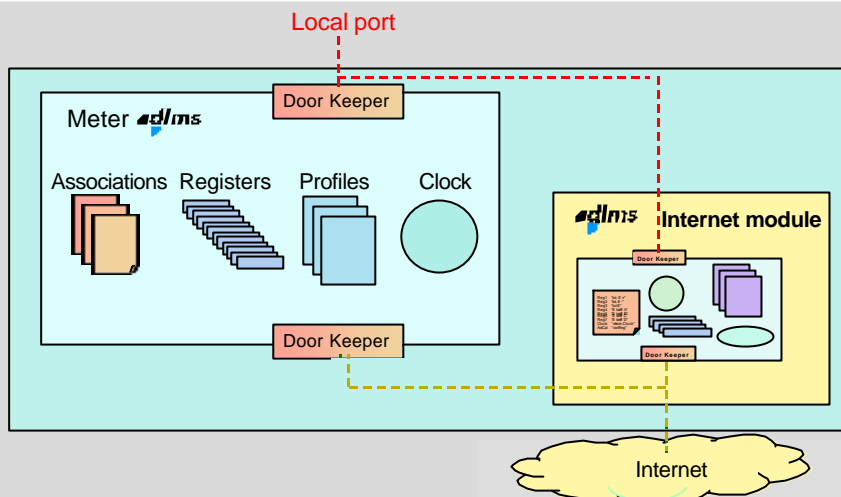 Local port
Door Keeper
Meter dlms
Associations Registers Profiles Clock
dlms Internet module
Door Keeper
Door Keeper
Door Keeper
Internet